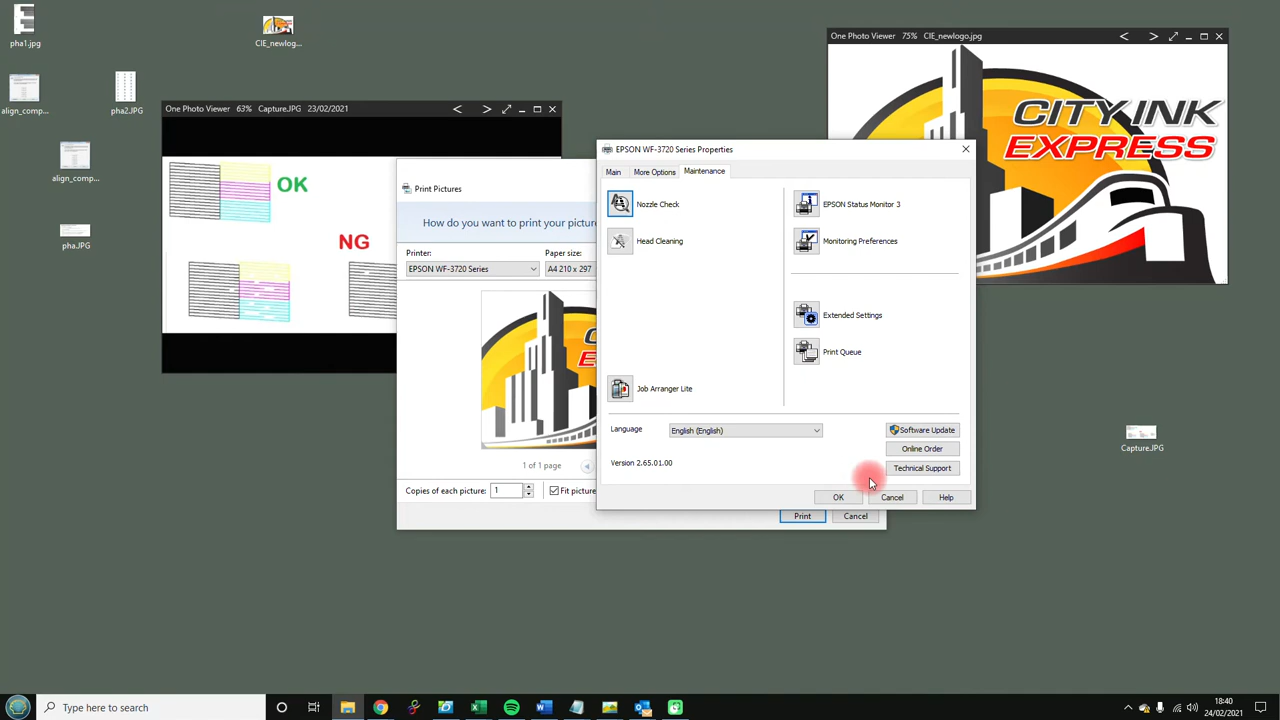 pha1.jpg
CIE_newlogo...
align_comp...
pha2.JPG
align_comp...
pha.JPG
One Photo Viewer 63% Capture.JPG 23/02/2021
OK
NG
One Photo Viewer 75% CIE_newlogo.jpg
CITY INK
EXPRESS
Print Pictures
How do you want to print your picture
Printer:
Paper size:
EPSON WF-3720 Series
A4 210 x 297
1 of 1 page
Copies of each picture:
1
Fit picture
Print
Cancel
EPSON WF-3720 Series Properties
Main
More Options
Maintenance
Nozzle Check
EPSON Status Monitor 3
Head Cleaning
Monitoring Preferences
Extended Settings
Print Queue
Job Arranger Lite
Language
English (English)
Software Update
Online Order
Version 2.65.01.00
Technical Support
OK
Cancel
Help
Capture.JPG
Type here to search
18:40
24/02/2021